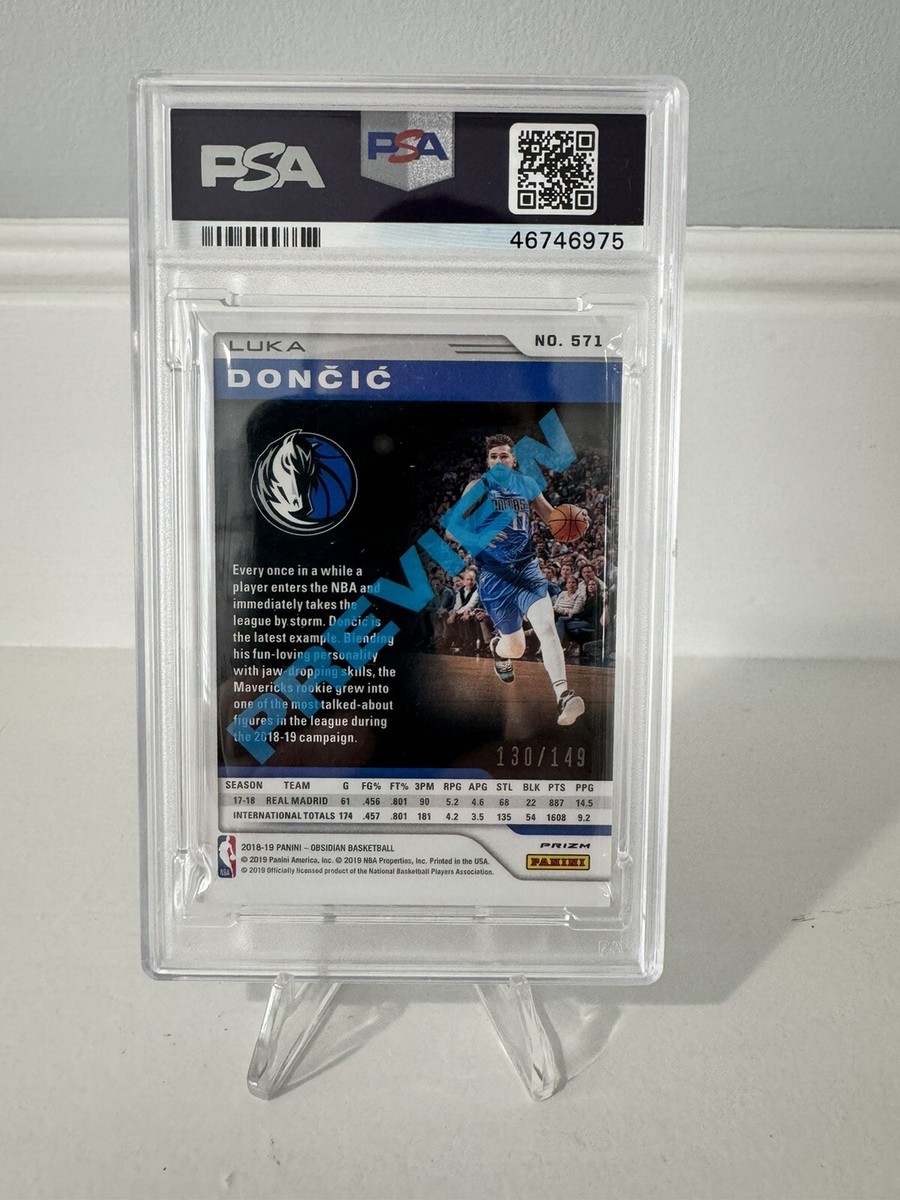 PSA
PSA
46746975
LUKA
NO. 571
DONČIĆ
PREVIEW
Every once in a while a
player enters the NBA and
immediately takes the
league by storm. Doncic is
the latest example. Blending
his fun-loving personality
with jaw-dropping skills, the
Mavericks rookie grew into
one of the most talked-about
figures in the league during
the 2018-19 campaign.
130/149
SEASON TEAM G FG% FT% 3PM RPG APG STL BLK PTS PPG
17-18 REAL MADRID 61 .456 .801 90 5.2 4.6 68 22 887 14.5
INTERNATIONAL TOTALS 174 .457 .801 181 4.2 3.5 135 54 1608 9.2
NBA
2018-19 PANINI – OBSIDIAN BASKETBALL
© 2019 Panini America, Inc. © 2019 NBA Properties, Inc. Printed in the USA.
© 2019 Officially licensed product of the National Basketball Players Association.
PRIZM
PANINI